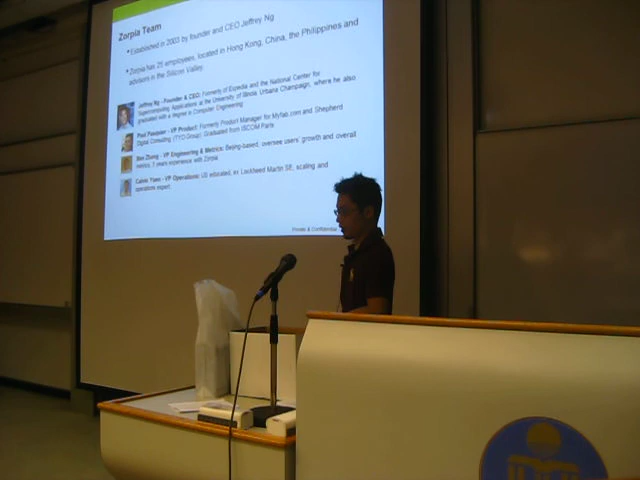 Zorpia Team
•Established in 2003 by founder and CEO Jeffrey Ng
•Zorpia has 25 employees, located in Hong Kong, China, the Philippines and
advisors in the Silicon Valley.
Jeffrey Ng - Founder & CEO: Formerly of Expedia and the National Center for
Supercomputing Applications at the University of Illinois Urbana Champaign, where he also
graduated with a degree in Computer Engineering
Paul Pasquier - VP Product: Formerly Product Manager for Myfab.com and Shepherd
Digital Consulting (TYO Group). Graduated from ISCOM Paris
Ben Zhang - VP Engineering & Metrics: Beijing-based, oversee users' growth and overall
metrics. 7 years experience with Zorpia
Calvin Yuen - VP Operations: US educated, ex Lockheed Martin SE, scaling and
operations expert
Private & Confidential